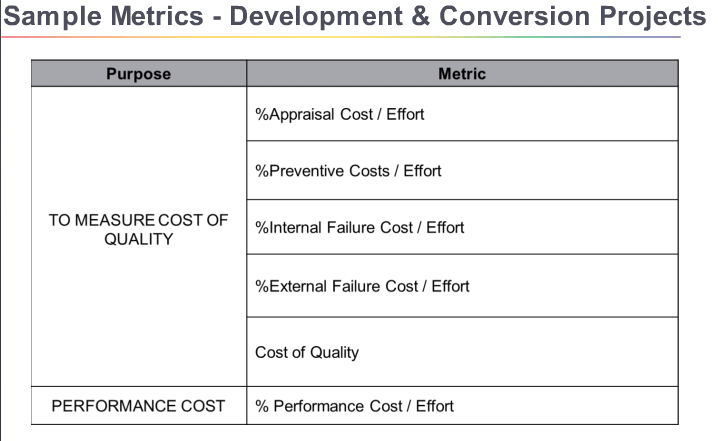 Sample Metrics - Development & Conversion Projects
Purpose
Metric
TO MEASURE COST OF
QUALITY
%Appraisal Cost / Effort
%Preventive Costs / Effort
%Internal Failure Cost / Effort
%External Failure Cost / Effort
Cost of Quality
PERFORMANCE COST
% Performance Cost / Effort